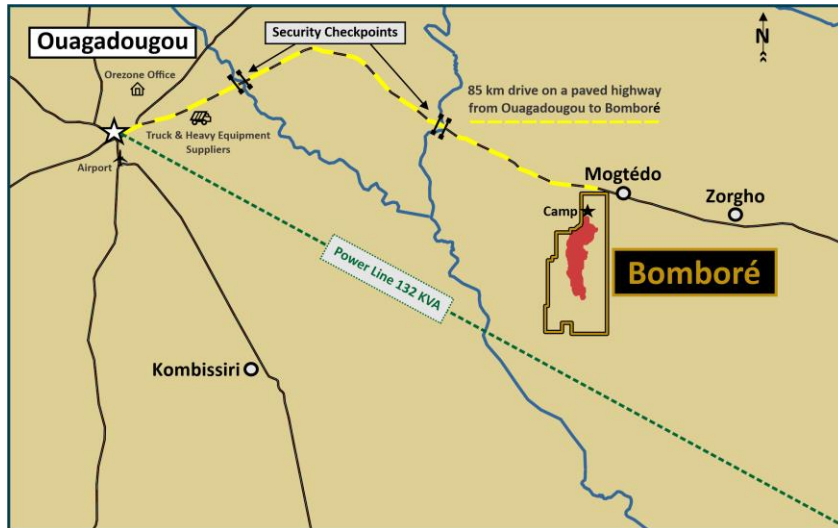 Ouagadougou
Security Checkpoints
N
Orezone Office
85 km drive on a paved highway
from Ouagadougou to Bomboré
Truck & Heavy Equipment
Suppliers
Airport
Mogtédo
Zorgho
Camp
Bomboré
Power Line 132 KVA
Kombissiri